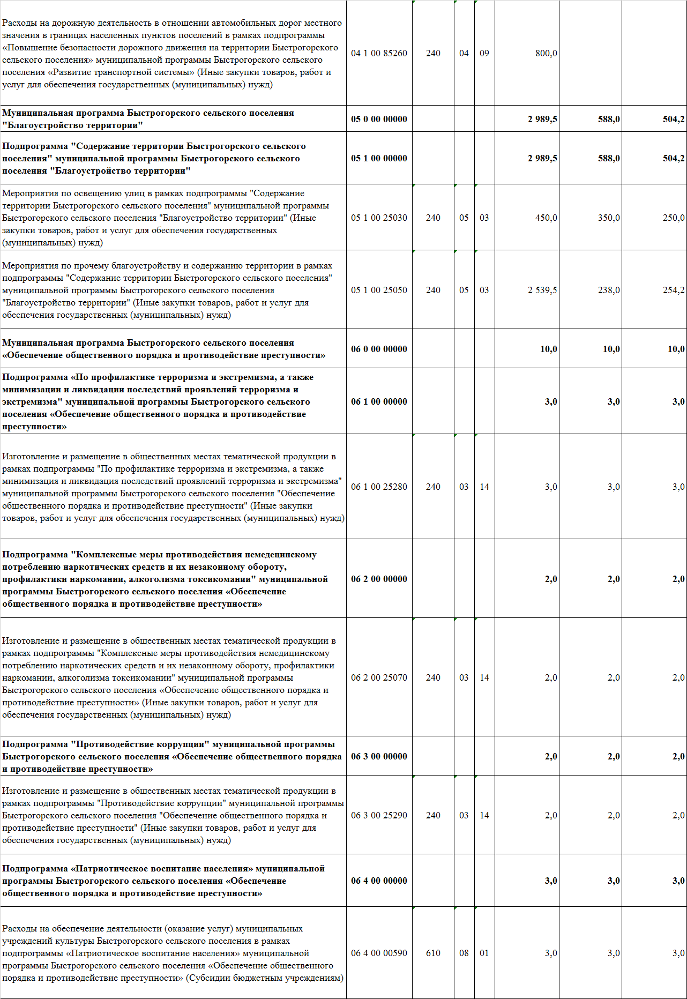 Расходы на дорожную деятельность в отношении автомобильных дорог местного
значения в границах населенных пунктов поселений в рамках подпрограммы
«Повышение безопасности дорожного движения на территории Быстрогорского
сельского поселения» муниципальной программы Быстрогорского сельского
поселения «Развитие транспортной системы» (Иные закупки товаров, работ и
услуг для обеспечения государственных (муниципальных) нужд)
04 1 00 85260 240 04 09 800,0
Муниципальная программа Быстрогорского сельского поселения
"Благоустройство территории"
05 0 00 00000 2 989,5 588,0 504,2
Подпрограмма "Содержание территории Быстрогорского сельского
поселения" муниципальной программы Быстрогорского сельского
поселения "Благоустройство территории"
05 1 00 00000 2 989,5 588,0 504,2
Мероприятия по освещению улиц в рамках подпрограммы "Содержание
территории Быстрогорского сельского поселения" муниципальной программы
Быстрогорского сельского поселения "Благоустройство территории" (Иные
закупки товаров, работ и услуг для обеспечения государственных
(муниципальных) нужд)
05 1 00 25030 240 05 03 450,0 350,0 250,0
Мероприятия по прочему благоустройству и содержанию территории в рамках
подпрограммы "Содержание территории Быстрогорского сельского поселения"
муниципальной программы Быстрогорского сельского поселения
"Благоустройство территории" (Иные закупки товаров, работ и услуг для
обеспечения государственных (муниципальных) нужд)
05 1 00 25050 240 05 03 2 539,5 238,0 254,2
Муниципальная программа Быстрогорского сельского поселения
«Обеспечение общественного порядка и противодействие преступности»
06 0 00 00000 10,0 10,0 10,0
Подпрограмма «По профилактике терроризма и экстремизма, а также
минимизации и ликвидации последствий проявлений терроризма и
экстремизма" муниципальной программы Быстрогорского сельского
поселения «Обеспечение общественного порядка и противодействие
преступности»
06 1 00 00000 3,0 3,0 3,0
Изготовление и размещение в общественных местах тематической продукции в
рамках подпрограммы "По профилактике терроризма и экстремизма, а также
минимизация и ликвидация последствий проявлений терроризма и экстремизма"
муниципальной программы Быстрогорского сельского поселения "Обеспечение
общественного порядка и противодействие преступности" (Иные закупки
товаров, работ и услуг для обеспечения государственных (муниципальных) нужд)
06 1 00 25280 240 03 14 3,0 3,0 3,0
Подпрограмма "Комплексные меры противодействия немедецинскому
потреблению наркотических средств и их незаконному обороту,
профилактики наркомании, алкоголизма токсикомании" муниципальной
программы Быстрогорского сельского поселения «Обеспечение
общественного порядка и противодействие преступности»
06 2 00 00000 2,0 2,0 2,0
Изготовление и размещение в общественных местах тематической продукции в
рамках подпрограммы "Комплексные меры противодействия немедицинскому
потреблению наркотических средств и их незаконному обороту, профилактики
наркомании, алкоголизма токсикомании" муниципальной программы
Быстрогорского сельского поселения «Обеспечение общественного порядка и
противодействие преступности» (Иные закупки товаров, работ и услуг для
обеспечения государственных (муниципальных) нужд)
06 2 00 25070 240 03 14 2,0 2,0 2,0
Подпрограмма "Противодействие коррупции" муниципальной программы
Быстрогорского сельского поселения «Обеспечение общественного порядка
и противодействие преступности»
06 3 00 00000 2,0 2,0 2,0
Изготовление и размещение в общественных местах тематической продукции в
рамках подпрограммы "Противодействие коррупции" муниципальной программы
Быстрогорского сельского поселения "Обеспечение общественного порядка и
противодействие преступности" (Иные закупки товаров, работ и услуг для
обеспечения государственных (муниципальных) нужд)
06 3 00 25290 240 03 14 2,0 2,0 2,0
Подпрограмма «Патриотическое воспитание населения» муниципальной
программы Быстрогорского сельского поселения «Обеспечение
общественного порядка и противодействие преступности»
06 4 00 00000 3,0 3,0 3,0
Расходы на обеспечение деятельности (оказание услуг) муниципальных
учреждений культуры Быстрогорского сельского поселения в рамках
подпрограммы «Патриотическое воспитание населения» муниципальной
программы Быстрогорского сельского поселения «Обеспечение общественного
порядка и противодействие преступности» (Субсидии бюджетным учреждениям)
06 4 00 00590 610 08 01 3,0 3,0 3,0